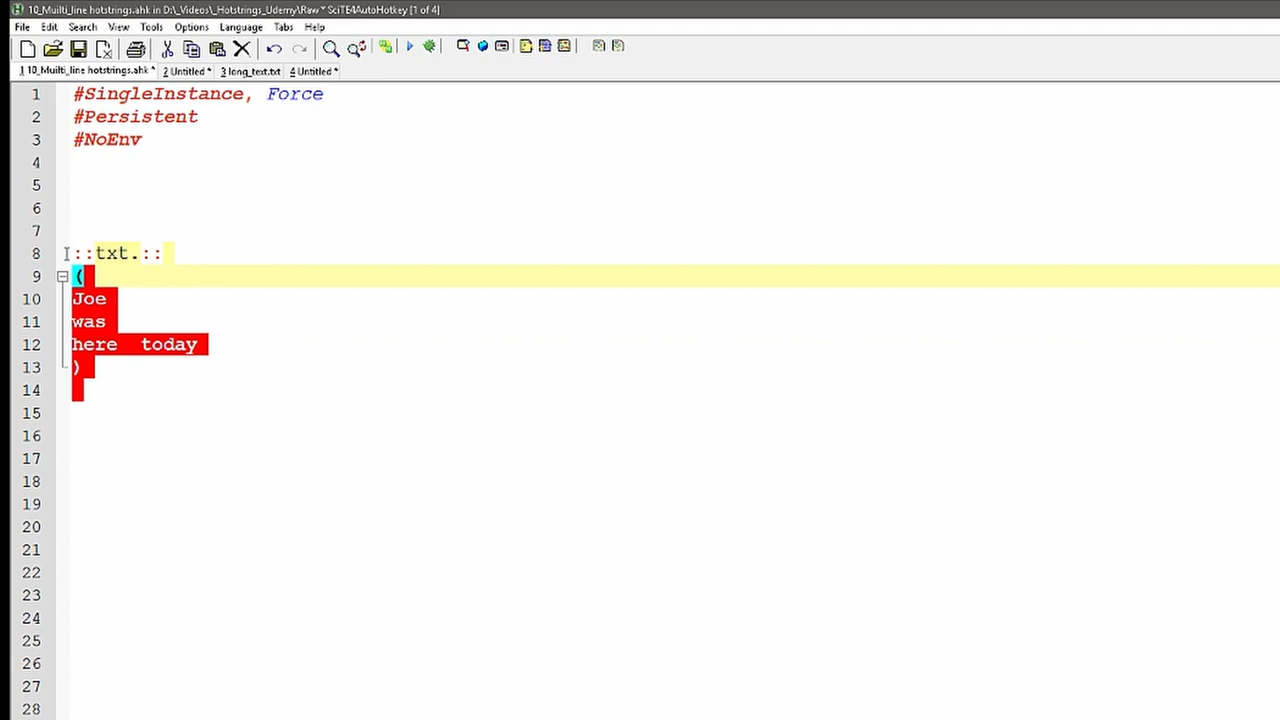 10_Muilti_line hotstrings.ahk in D:\_Videos\_Hotstrings_Udemy\Raw * SciTE4AutoHotkey [1 of 4]
File Edit Search View Tools Options Language Tabs Help
1 10_Muilti_line hotstrings.ahk * 2 Untitled * 3 long_text.txt 4 Untitled *
1 #SingleInstance, Force
2 #Persistent
3 #NoEnv
4
5
6
7
8 ::txt.::
9 (
10 Joe
11 was
12 here  today
13 )
14
15
16
17
18
19
20
21
22
23
24
25
26
27
28